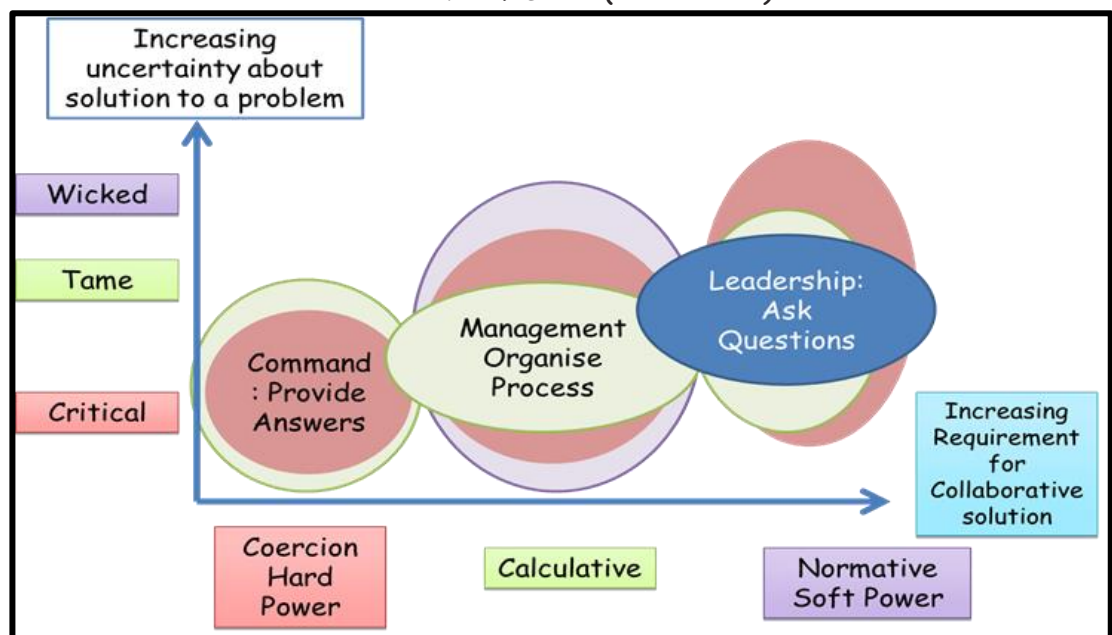 Increasing
uncertainty about
solution to a problem
Wicked
Tame
Critical
Command
: Provide
Answers
Management
Organise
Process
Leadership:
Ask
Questions
Increasing
Requirement
for
Collaborative
solution
Coercion
Hard
Power
Calculative
Normative
Soft Power